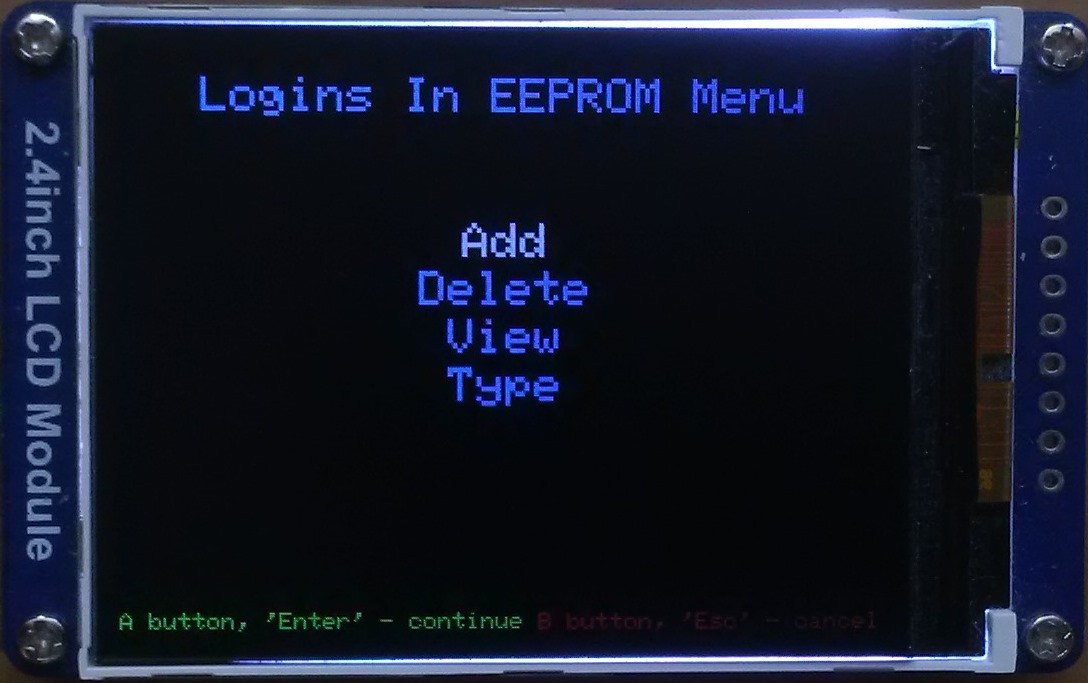 Logins In EEPROM Menu
Add
Delete
View
Type
A button, 'Enter' - continue B button, 'Esc' - cancel
2.4inch LCD Module